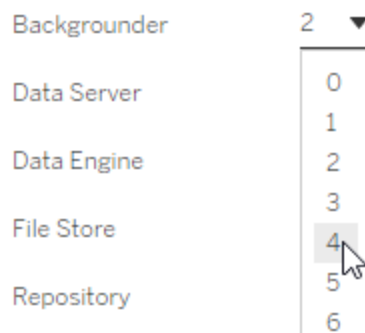 Backgrounder 2
0
Data Server
1
2
Data Engine
3
File Store
4
5
Repository
6